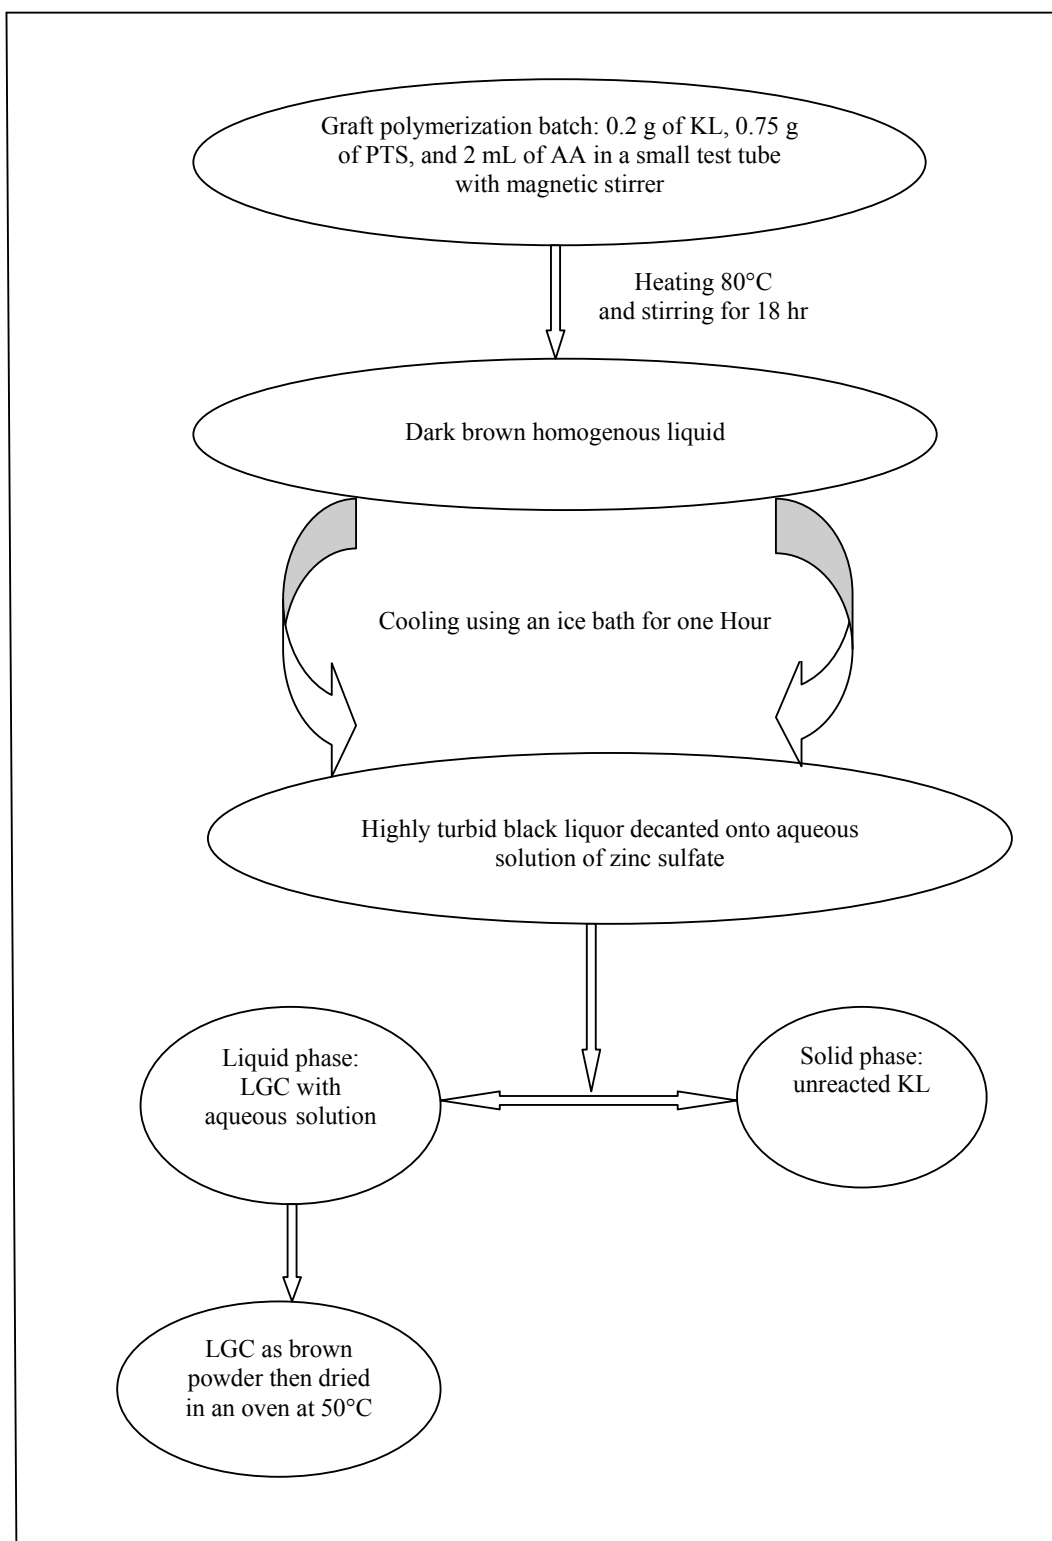 Graft polymerization batch: 0.2 g of KL, 0.75 g
of PTS, and 2 mL of AA in a small test tube
with magnetic stirrer
Heating 80°C
and stirring for 18 hr
Dark brown homogenous liquid
Cooling using an ice bath for one Hour
Highly turbid black liquor decanted onto aqueous
solution of zinc sulfate
Liquid phase:
LGC with
aqueous solution
Solid phase:
unreacted KL
LGC as brown
powder then dried
in an oven at 50°C